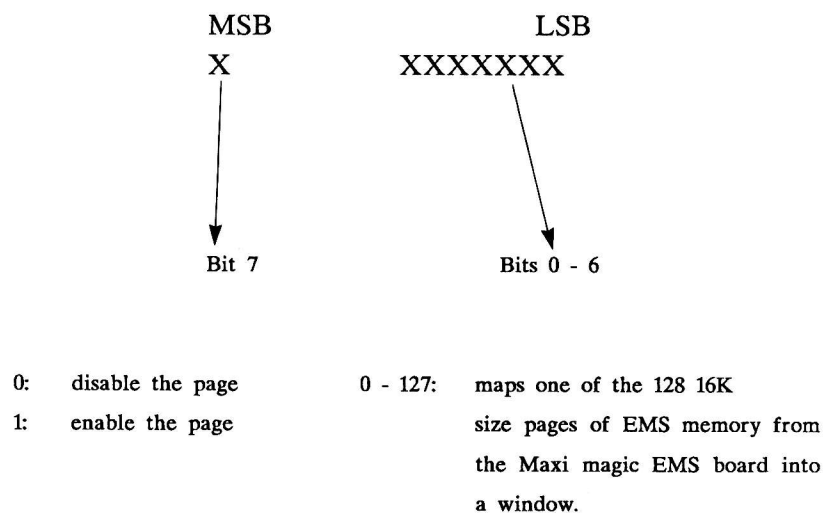 MSB LSB
X XXXXXXX
Bit 7 Bits 0 - 6
0: disable the page
1: enable the page
0 - 127: maps one of the 128 16K
size pages of EMS memory from
the Maxi magic EMS board into
a window.